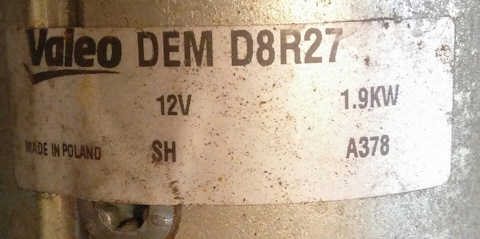 Valeo DEM D8R27
12V 1.9KW
MADE IN POLAND SH A378